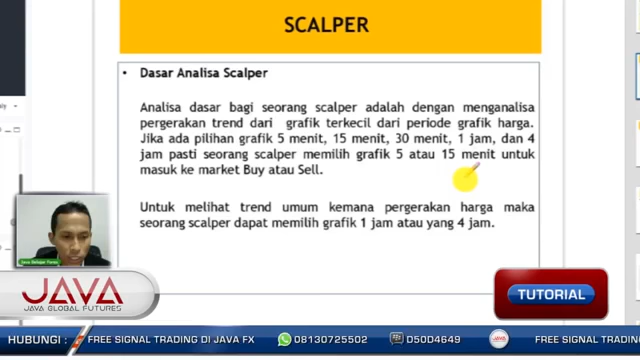 SCALPER
• Dasar Analisa Scalper
Analisa dasar bagi seorang scalper adalah dengan menganalisa
pergerakan trend dari grafik terkecil dari periode grafik harga.
Jika ada pilihan grafik 5 menit, 15 menit, 30 menit, 1 jam, dan 4
jam pasti seorang scalper memilih grafik 5 atau 15 menit untuk
masuk ke market Buy atau Sell.
Untuk melihat trend umum kemana pergerakan harga maka
seorang scalper dapat memilih grafik 1 jam atau yang 4 jam.
JAVA
JAVA GLOBAL FUTURES
TUTORIAL
HUBUNGI :
FREE SIGNAL TRADING DI JAVA FX
08130725502
D50D4649
FREE SIGNAL TRADIN